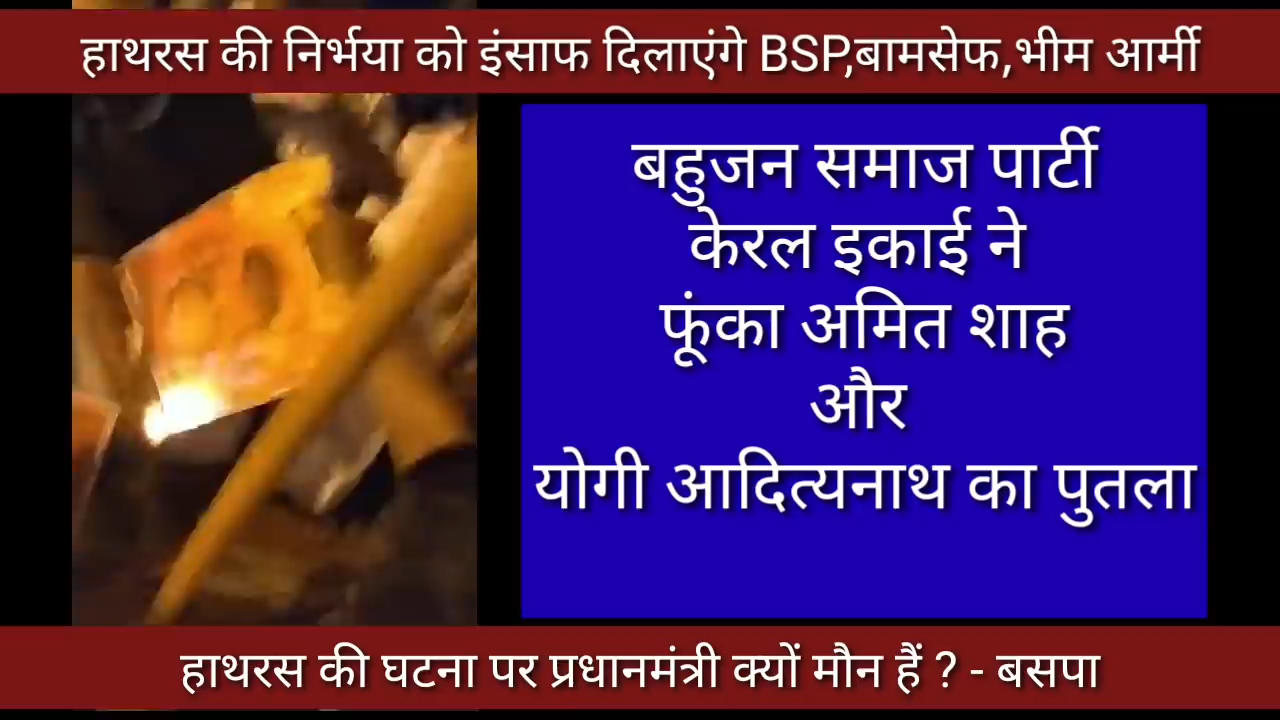 हाथरस की निर्भया को इंसाफ दिलाएंगे BSP,बामसेफ,भीम आर्मी
बहुजन समाज पार्टी
केरल इकाई ने
फूंका अमित शाह
और
योगी आदित्यनाथ का पुतला
हाथरस की घटना पर प्रधानमंत्री क्यों मौन हैं ? - बसपा